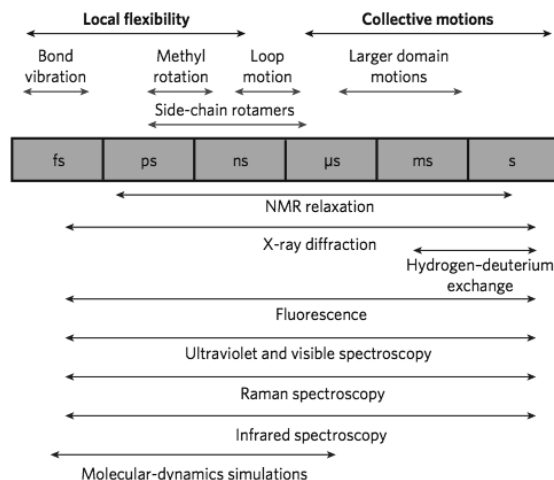 Local flexibility Collective motions
Bond vibration Methyl rotation Loop motion Larger domain motions
Side-chain rotamers
fs ps ns µs ms s
NMR relaxation
X-ray diffraction
Hydrogen–deuterium
exchange
Fluorescence
Ultraviolet and visible spectroscopy
Raman spectroscopy
Infrared spectroscopy
Molecular-dynamics simulations